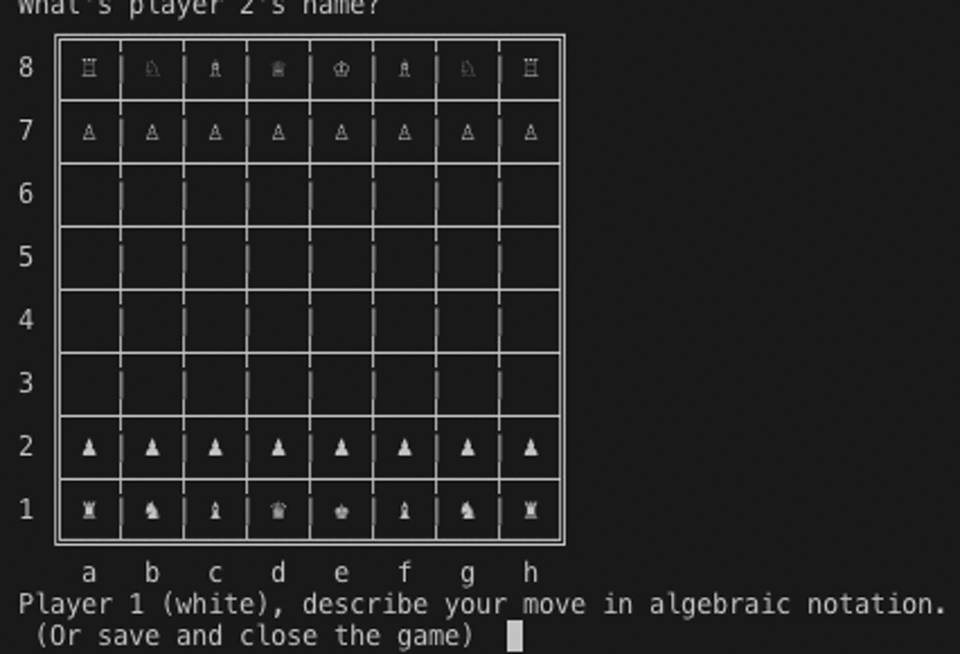 What's player 2's name?
8 ♖ ♘ ♗ ♕ ♔ ♗ ♘ ♖
7 ♙ ♙ ♙ ♙ ♙ ♙ ♙ ♙
6
5
4
3
2 ♟ ♟ ♟ ♟ ♟ ♟ ♟ ♟
1 ♜ ♞ ♝ ♛ ♚ ♝ ♞ ♜
a b c d e f g h
Player 1 (white), describe your move in algebraic notation.
(Or save and close the game)